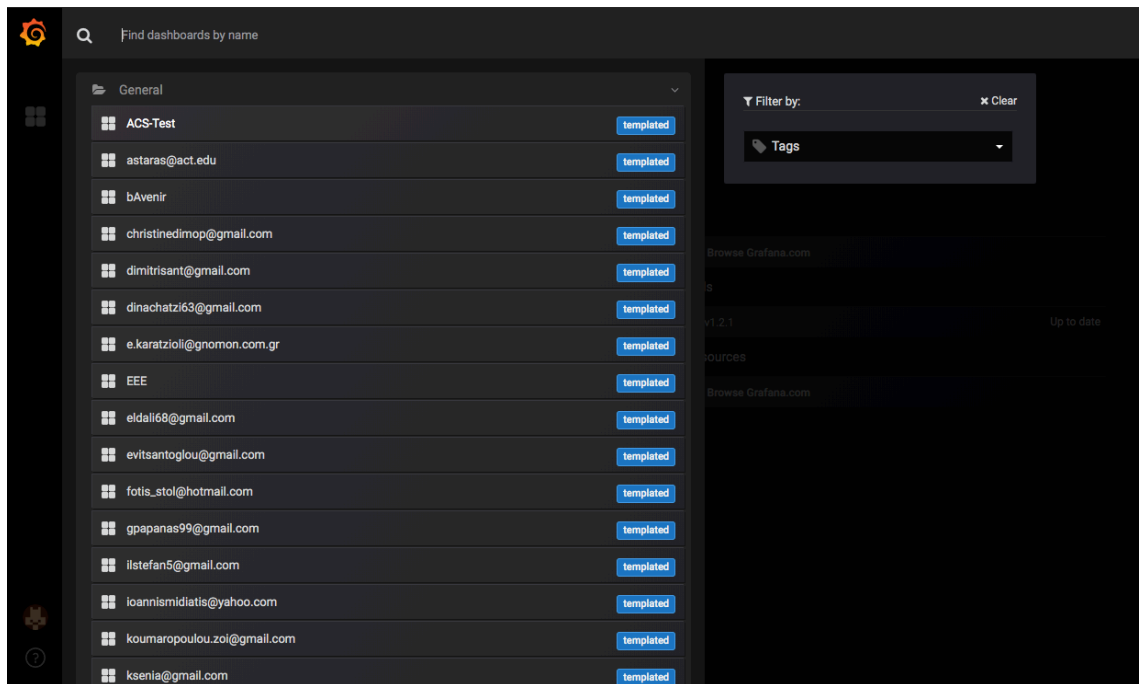 Find dashboards by name
General
Filter by:
Clear
Tags
ACS-Test
templated
astaras@act.edu
templated
bAvenir
templated
christinedimop@gmail.com
templated
dimitrisant@gmail.com
templated
dinachatzi63@gmail.com
templated
e.karatzioli@gnomon.com.gr
templated
EEE
templated
eldali68@gmail.com
templated
evitsantoglou@gmail.com
templated
fotis_stol@hotmail.com
templated
gpapanas99@gmail.com
templated
ilstefan5@gmail.com
templated
ioannismidiatis@yahoo.com
templated
koumaropoulou.zoi@gmail.com
templated
ksenia@gmail.com
templated
Browse Grafana.com
ls
v1.2.1
Up to date
sources
Browse Grafana.com
?